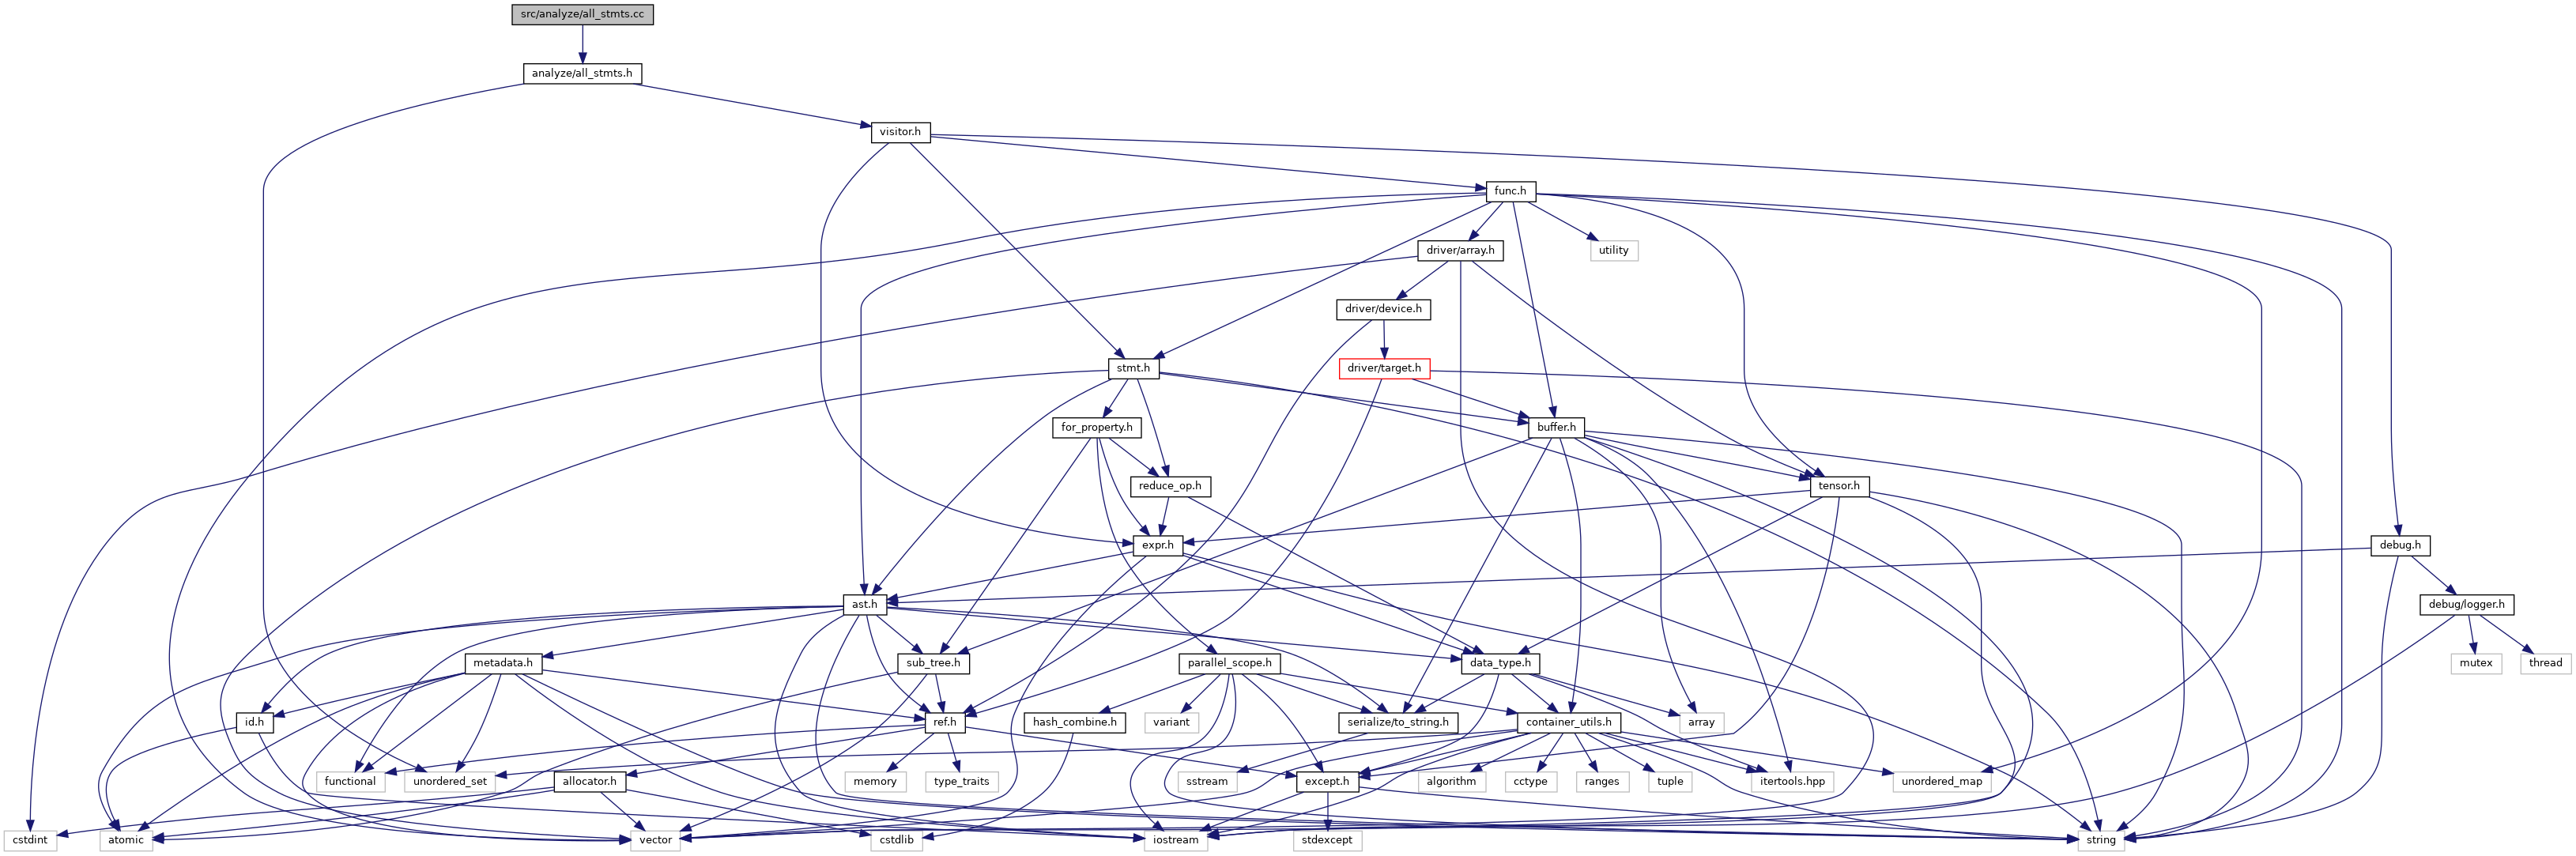 src/analyze/all_stmts.cc
analyze/all_stmts.h
visitor.h
func.h
driver/array.h
utility
driver/device.h
stmt.h
driver/target.h
for_property.h
buffer.h
reduce_op.h
tensor.h
expr.h
debug.h
ast.h
debug/logger.h
metadata.h
sub_tree.h
parallel_scope.h
data_type.h
mutex
thread
id.h
ref.h
hash_combine.h
variant
serialize/to_string.h
container_utils.h
array
functional
unordered_set
allocator.h
memory
type_traits
sstream
except.h
algorithm
cctype
ranges
tuple
itertools.hpp
unordered_map
cstdint
atomic
vector
cstdlib
iostream
stdexcept
string